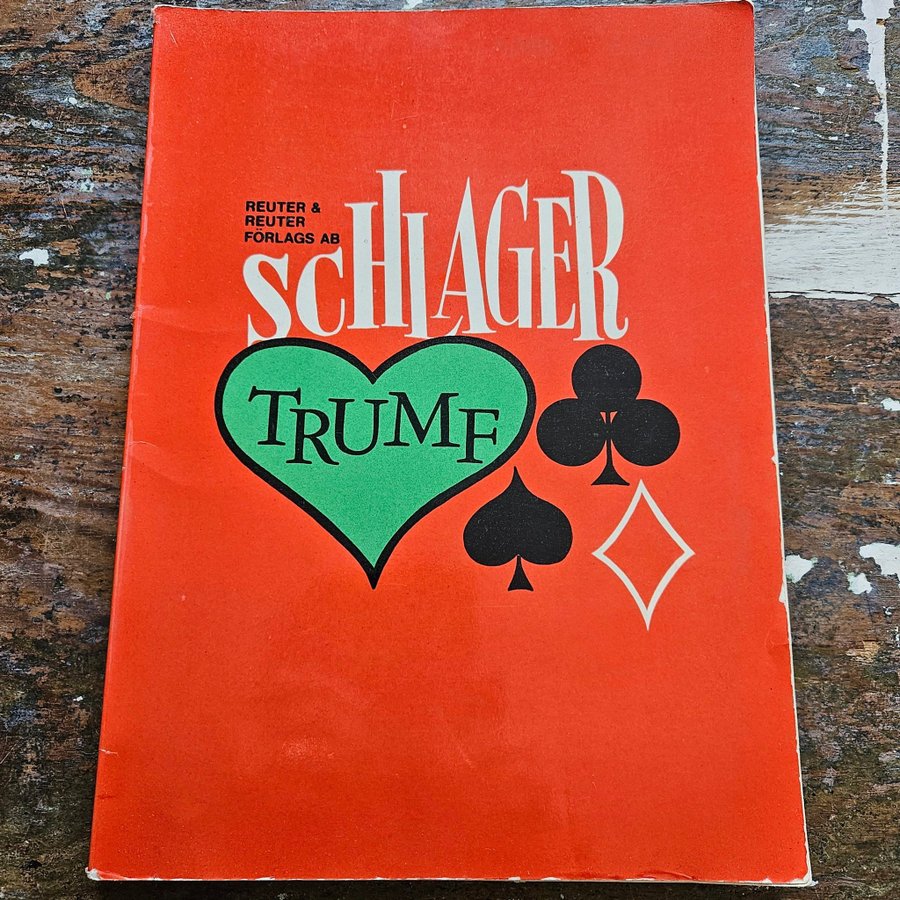 REUTER &
REUTER
FÖRLAGS AB
SCHLAGER
TRUMF